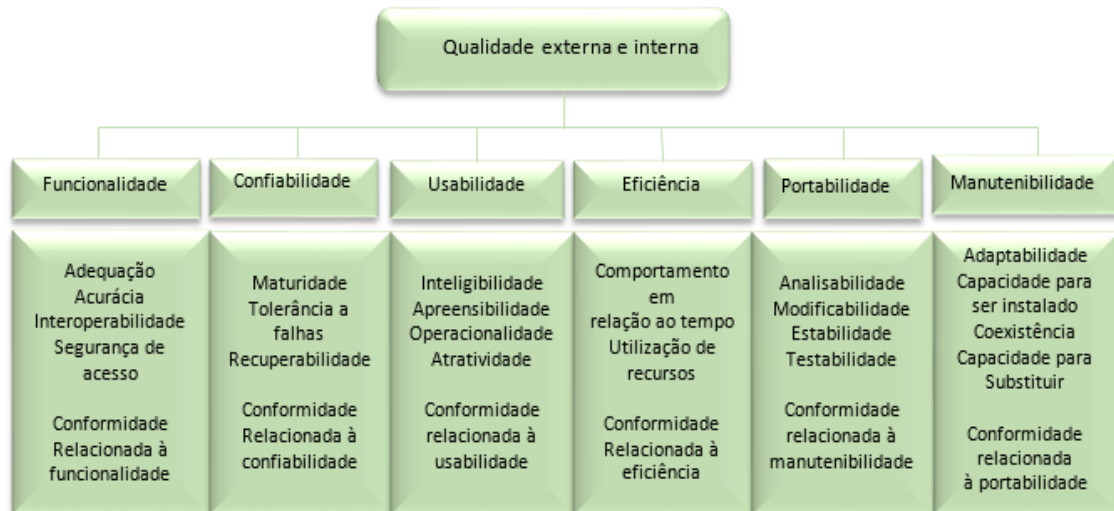 Qualidade externa e interna
Funcionalidade
Confiabilidade
Usabilidade
Eficiência
Portabilidade
Manutenibilidade
Adequação
Acurácia
Interoperabilidade
Segurança de
acesso
Conformidade
Relacionada à
funcionalidade
Maturidade
Tolerância a
falhas
Recuperabilidade
Conformidade
Relacionada à
confiabilidade
Inteligibilidade
Apreensibilidade
Operacionalidade
Atratividade
Conformidade
relacionada à
usabilidade
Comportamento
em
relação ao tempo
Utilização de
recursos
Conformidade
Relacionada à
eficiência
Analisabilidade
Modificabilidade
Estabilidade
Testabilidade
Conformidade
relacionada à
manutenibilidade
Adaptabilidade
Capacidade para
ser instalado
Coexistência
Capacidade para
Substituir
Conformidade
relacionada
à portabilidade